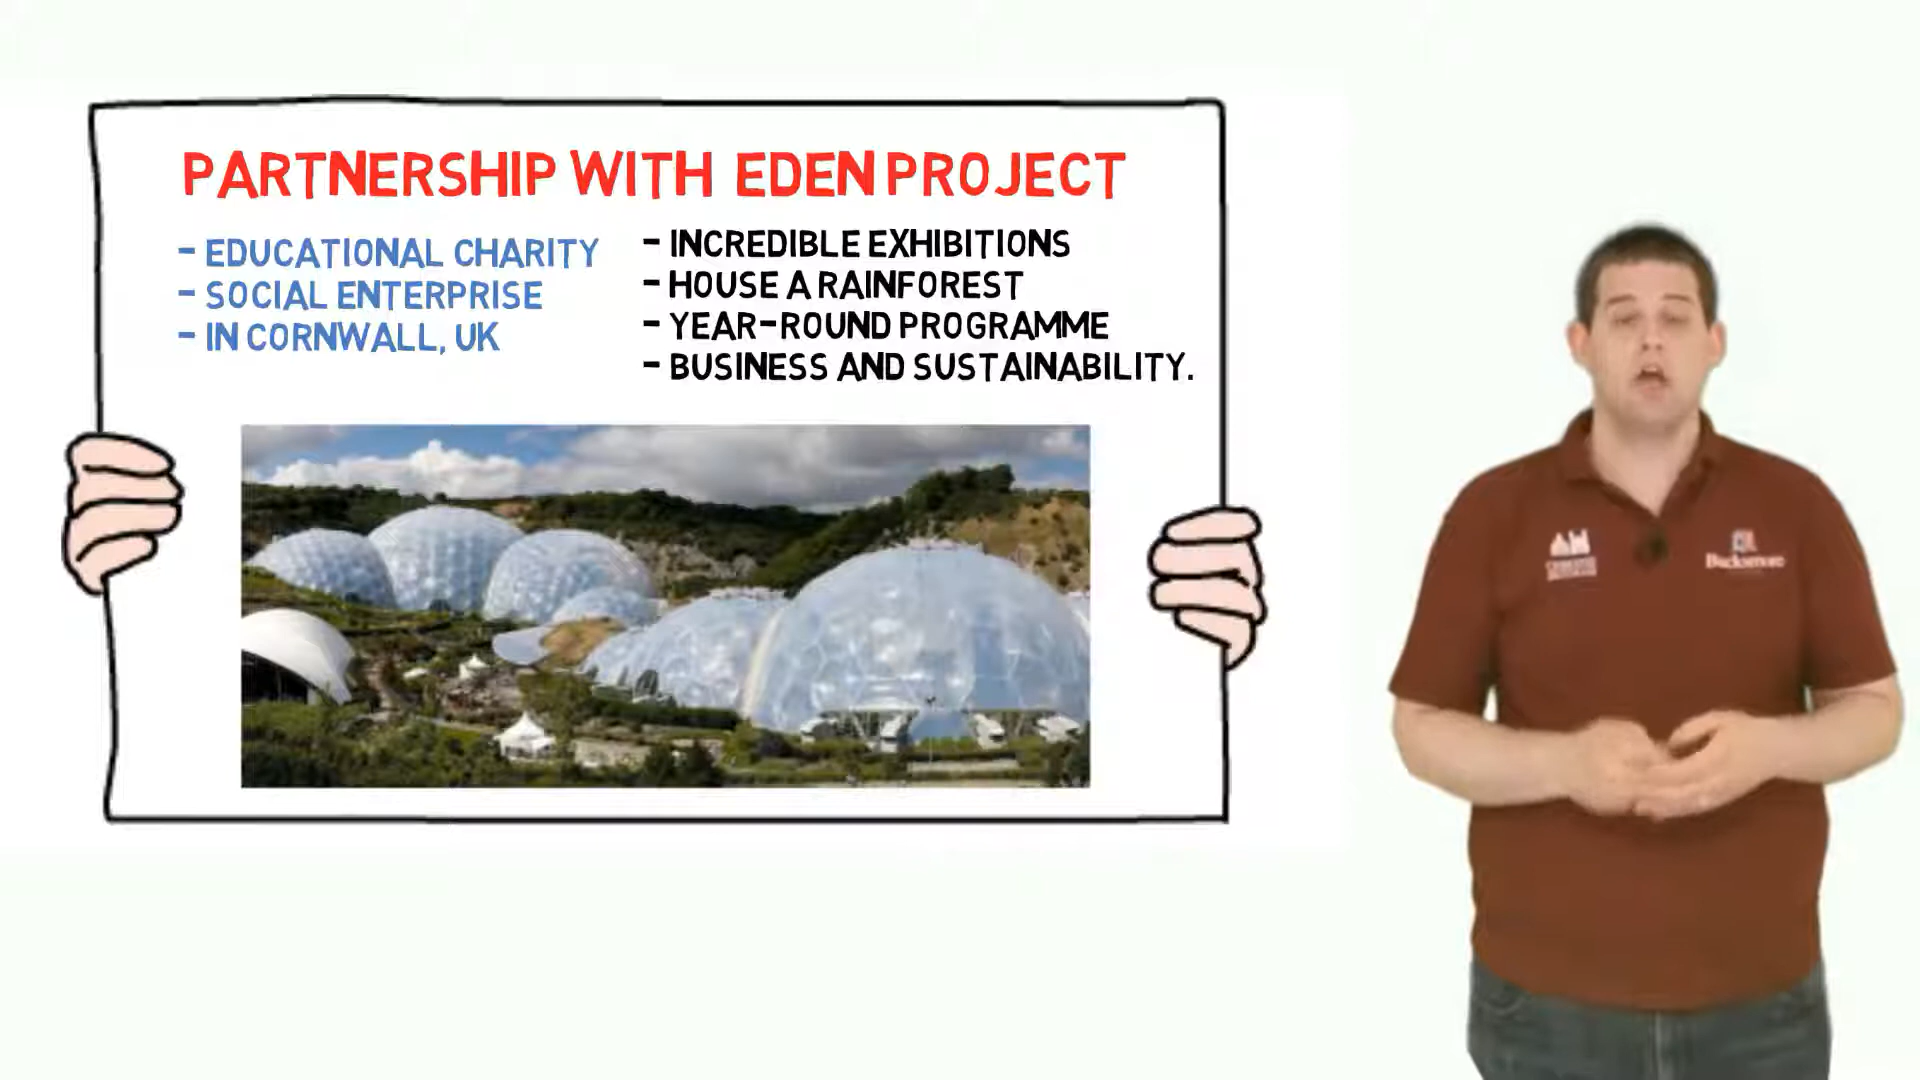 PARTNERSHIP WITH EDEN PROJECT
- EDUCATIONAL CHARITY
- SOCIAL ENTERPRISE
- IN CORNWALL, UK
- INCREDIBLE EXHIBITIONS
- HOUSE A RAINFOREST
- YEAR-ROUND PROGRAMME
- BUSINESS AND SUSTAINABILITY.
Bucksmore